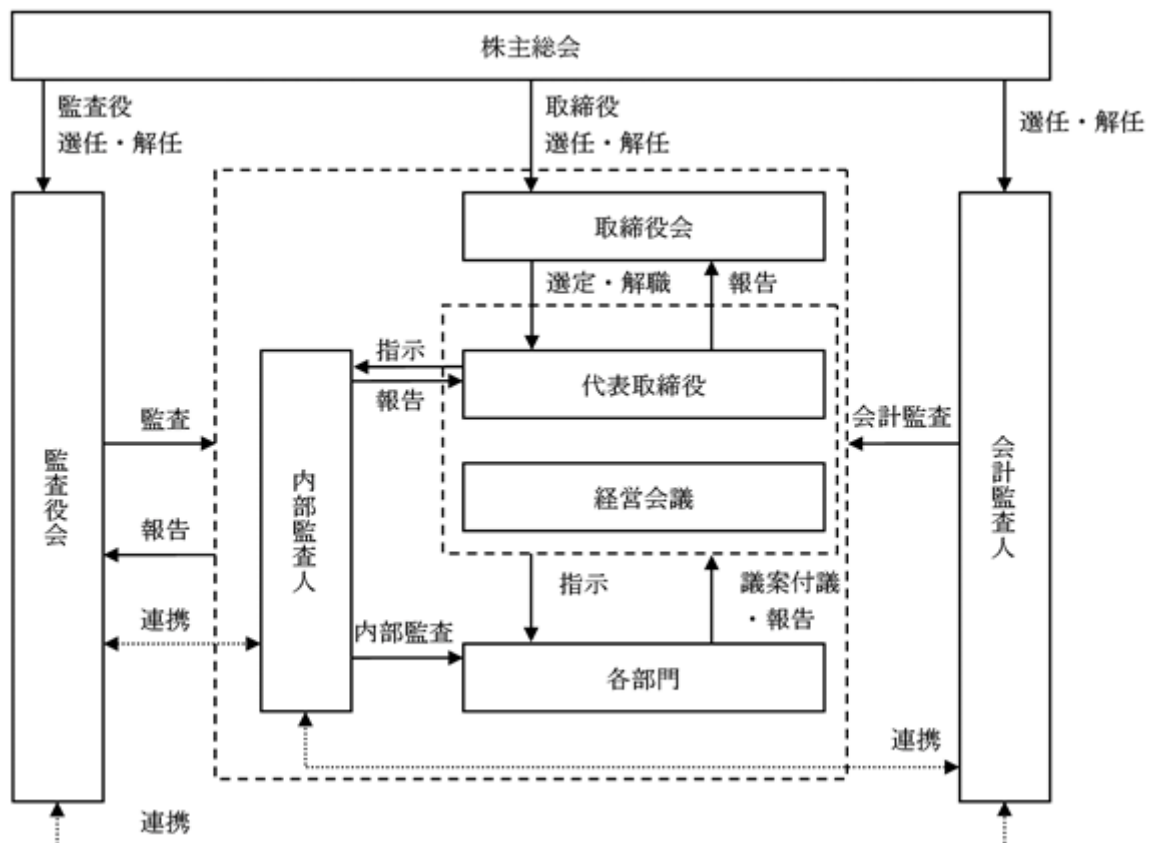 株主総会
監査役
選任・解任
取締役
選任・解任
選任・解任
取締役会
選定・解職
報告
指示
報告
代表取締役
監査
会計監査
監査役会
内部監査人
経営会議
会計監査人
報告
指示
議案付議
・報告
連携
内部監査
各部門
連携
連携